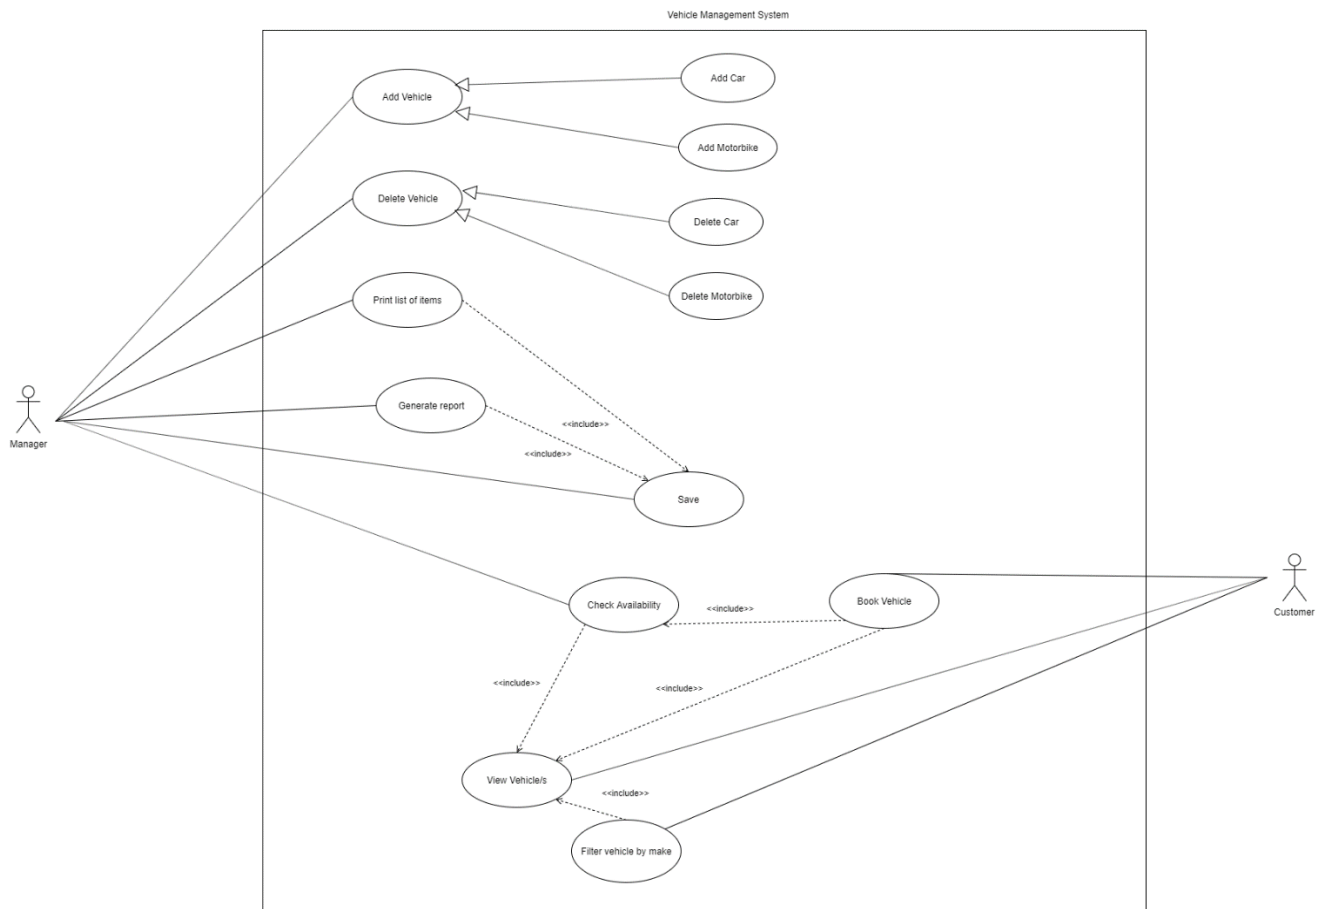 Vehicle Management System
Add Vehicle
Add Car
Add Motorbike
Delete Vehicle
Delete Car
Delete Motorbike
Print list of items
Generate report
<<include>>
<<include>>
Manager
Save
Check Availability
<<include>>
Book Vehicle
Customer
<<include>>
<<include>>
View Vehicle/s
<<include>>
Filter vehicle by make